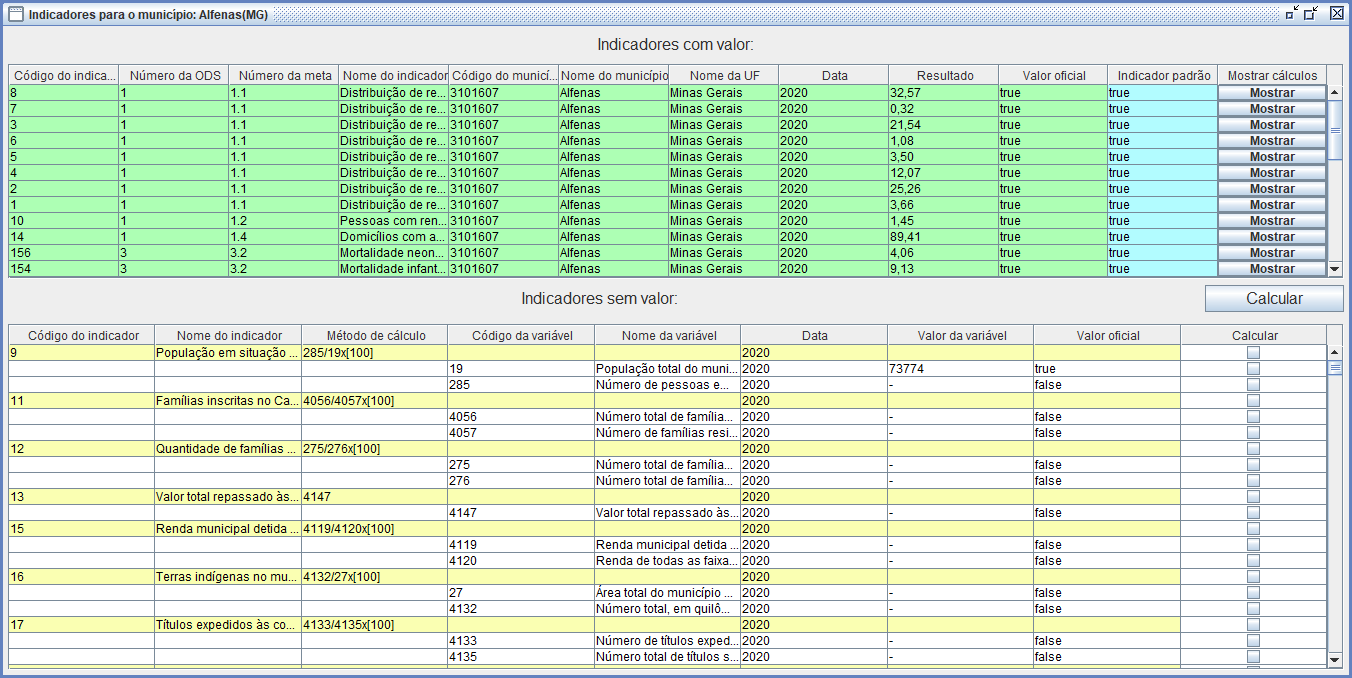 Indicadores para o município: Alfenas(MG)
Indicadores com valor:
Código do indica... Número da ODS Número da meta Nome do indicador Código do municí... Nome do município Nome da UF Data Resultado Valor oficial Indicador padrão Mostrar cálculos
8 1 1.1 Distribuição de re... 3101607 Alfenas Minas Gerais 2020 32,57 true true Mostrar
7 1 1.1 Distribuição de re... 3101607 Alfenas Minas Gerais 2020 0,32 true true Mostrar
3 1 1.1 Distribuição de re... 3101607 Alfenas Minas Gerais 2020 21,54 true true Mostrar
6 1 1.1 Distribuição de re... 3101607 Alfenas Minas Gerais 2020 1,08 true true Mostrar
5 1 1.1 Distribuição de re... 3101607 Alfenas Minas Gerais 2020 3,50 true true Mostrar
4 1 1.1 Distribuição de re... 3101607 Alfenas Minas Gerais 2020 12,07 true true Mostrar
2 1 1.1 Distribuição de re... 3101607 Alfenas Minas Gerais 2020 25,26 true true Mostrar
1 1 1.1 Distribuição de re... 3101607 Alfenas Minas Gerais 2020 3,66 true true Mostrar
10 1 1.2 Pessoas com ren... 3101607 Alfenas Minas Gerais 2020 1,45 true true Mostrar
14 1 1.4 Domicílios com a... 3101607 Alfenas Minas Gerais 2020 89,41 true true Mostrar
156 3 3.2 Mortalidade neon... 3101607 Alfenas Minas Gerais 2020 4,06 true true Mostrar
154 3 3.2 Mortalidade infant... 3101607 Alfenas Minas Gerais 2020 9,13 true true Mostrar
Indicadores sem valor:
Calcular
Código do indicador Nome do indicador Método de cálculo Código da variável Nome da variável Data Valor da variável Valor oficial Calcular
9 População em situação ... 285/19x[100] 2020
19 População total do muni... 2020 73774 true
285 Número de pessoas e... 2020 - false
11 Famílias inscritas no Ca... 4056/4057x[100] 2020
4056 Número total de família... 2020 - false
4057 Número de famílias resi... 2020 - false
12 Quantidade de famílias ... 275/276x[100] 2020
275 Número total de família... 2020 - false
276 Número total de família... 2020 - false
13 Valor total repassado às... 4147 2020
4147 Valor total repassado às... 2020 - false
15 Renda municipal detida ... 4119/4120x[100] 2020
4119 Renda municipal detida ... 2020 - false
4120 Renda de todas as faixa... 2020 - false
16 Terras indígenas no mu... 4132/27x[100] 2020
27 Área total do município ... 2020 - false
4132 Número total, em quilô... 2020 - false
17 Títulos expedidos às co... 4133/4135x[100] 2020
4133 Número de títulos exped... 2020 - false
4135 Número total de títulos s... 2020 - false